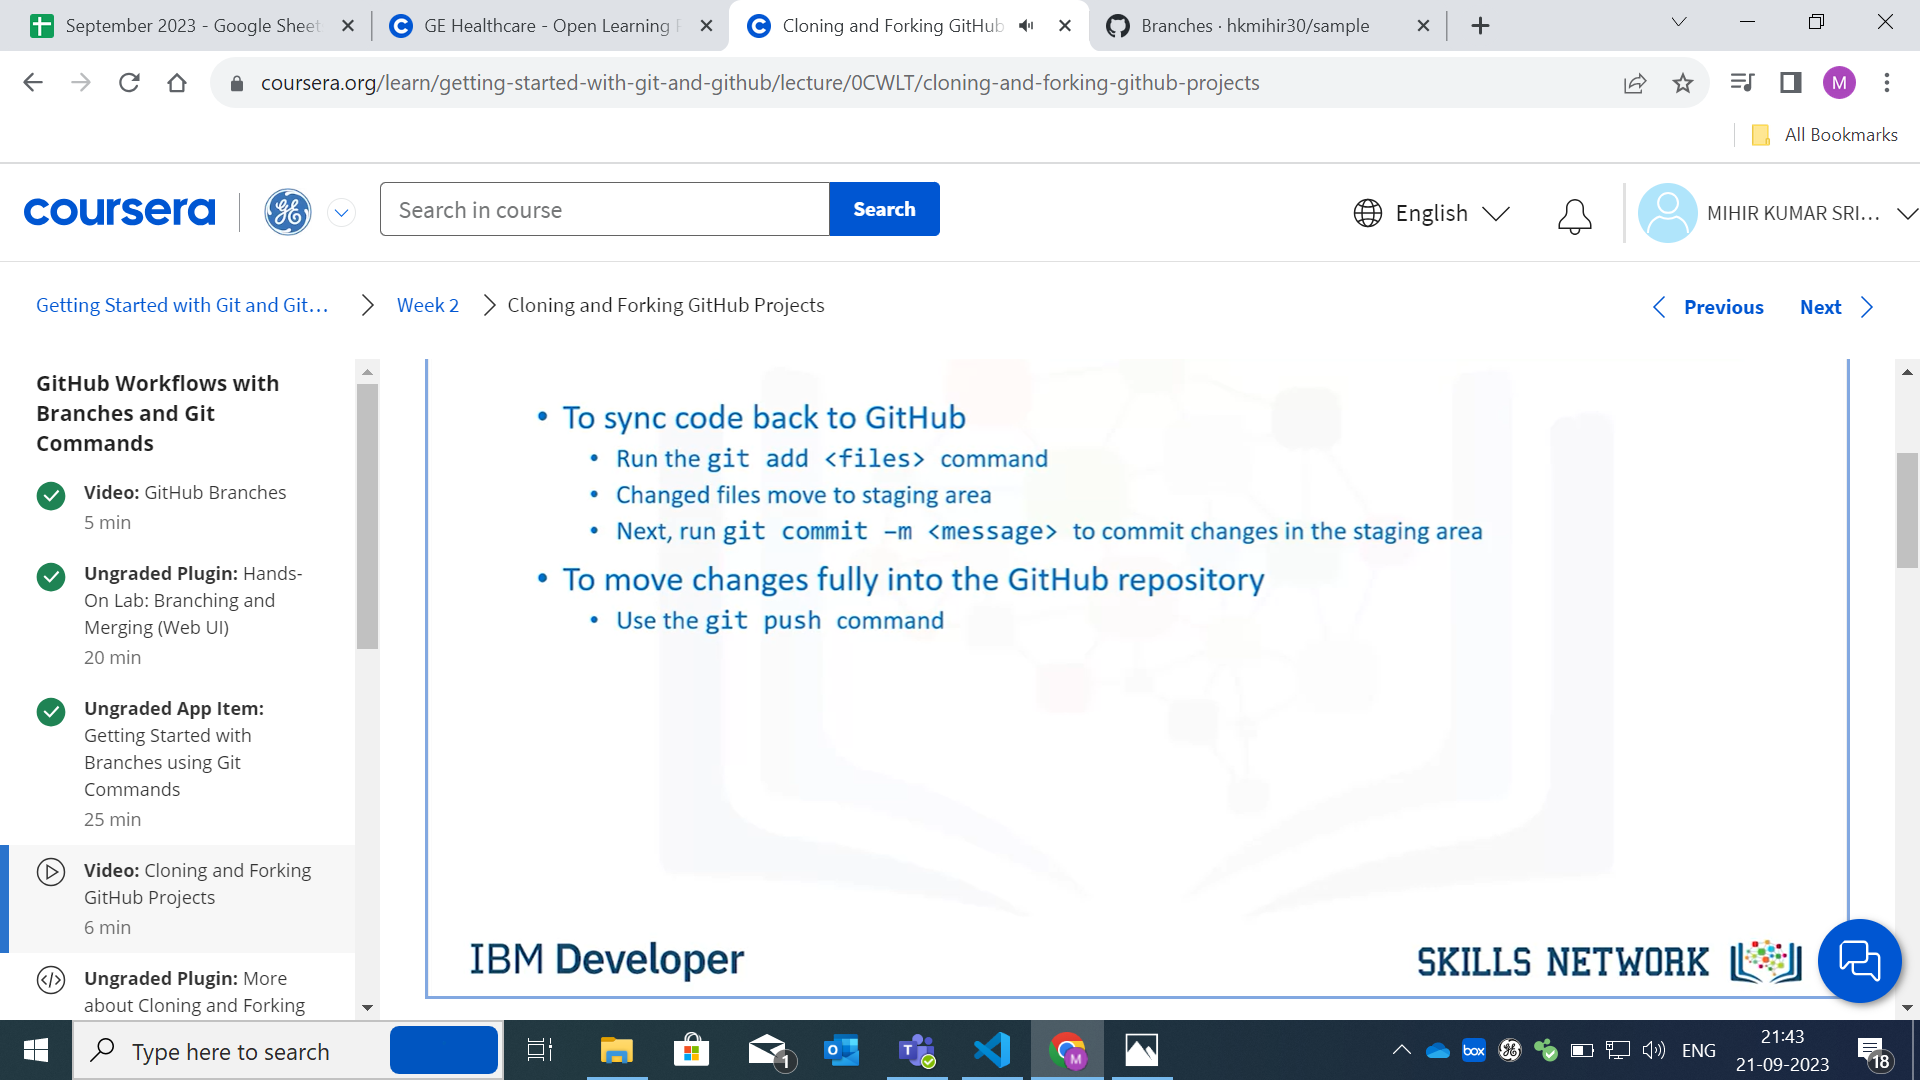 September 2023 - Google Sheet
GE Healthcare - Open Learning
Cloning and Forking GitHub
Branches · hkmihir30/sample
coursera.org/learn/getting-started-with-git-and-github/lecture/0CWLT/cloning-and-forking-github-projects
M
All Bookmarks
coursera
Search in course
Search
English
MIHIR KUMAR SRI...
Getting Started with Git and Git...
Week 2
Cloning and Forking GitHub Projects
Previous
Next
GitHub Workflows with
Branches and Git
Commands
Video: GitHub Branches
5 min
Ungraded Plugin: Hands-
On Lab: Branching and
Merging (Web UI)
20 min
Ungraded App Item:
Getting Started with
Branches using Git
Commands
25 min
Video: Cloning and Forking
GitHub Projects
6 min
Ungraded Plugin: More
about Cloning and Forking
• To sync code back to GitHub
• Run the git add <files> command
• Changed files move to staging area
• Next, run git commit –m <message> to commit changes in the staging area
• To move changes fully into the GitHub repository
• Use the git push command
IBM Developer
SKILLS NETWORK
Type here to search
1
M
box
ENG
21:43
21-09-2023
18